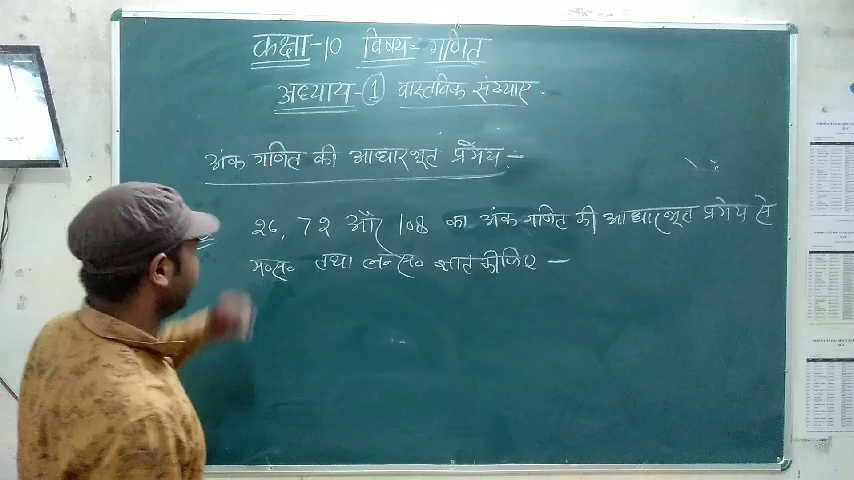 कक्षा-10 विषय- गणित
अध्याय-① वास्तविक संख्याए.
अंक गणित की आधारभूत प्रमेय :-
26, 72 और 108 का अंक गणित की आधारभूत प्रमेय से
म०स० तथा ल०स० ज्ञात कीजिए —